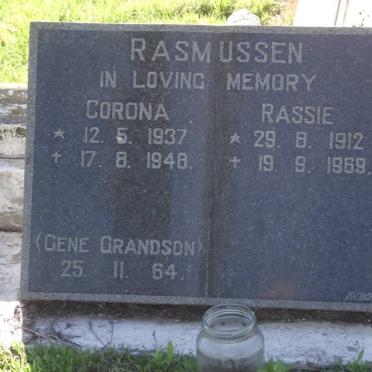 RASMUSSEN
IN LOVING MEMORY
CORONA RASSIE
* 12. 5. 1937 * 29. 8. 1912
+ 17. 8. 1948. + 19. 9. 1969.
(GENE GRANDSON)
25. 11. 64.